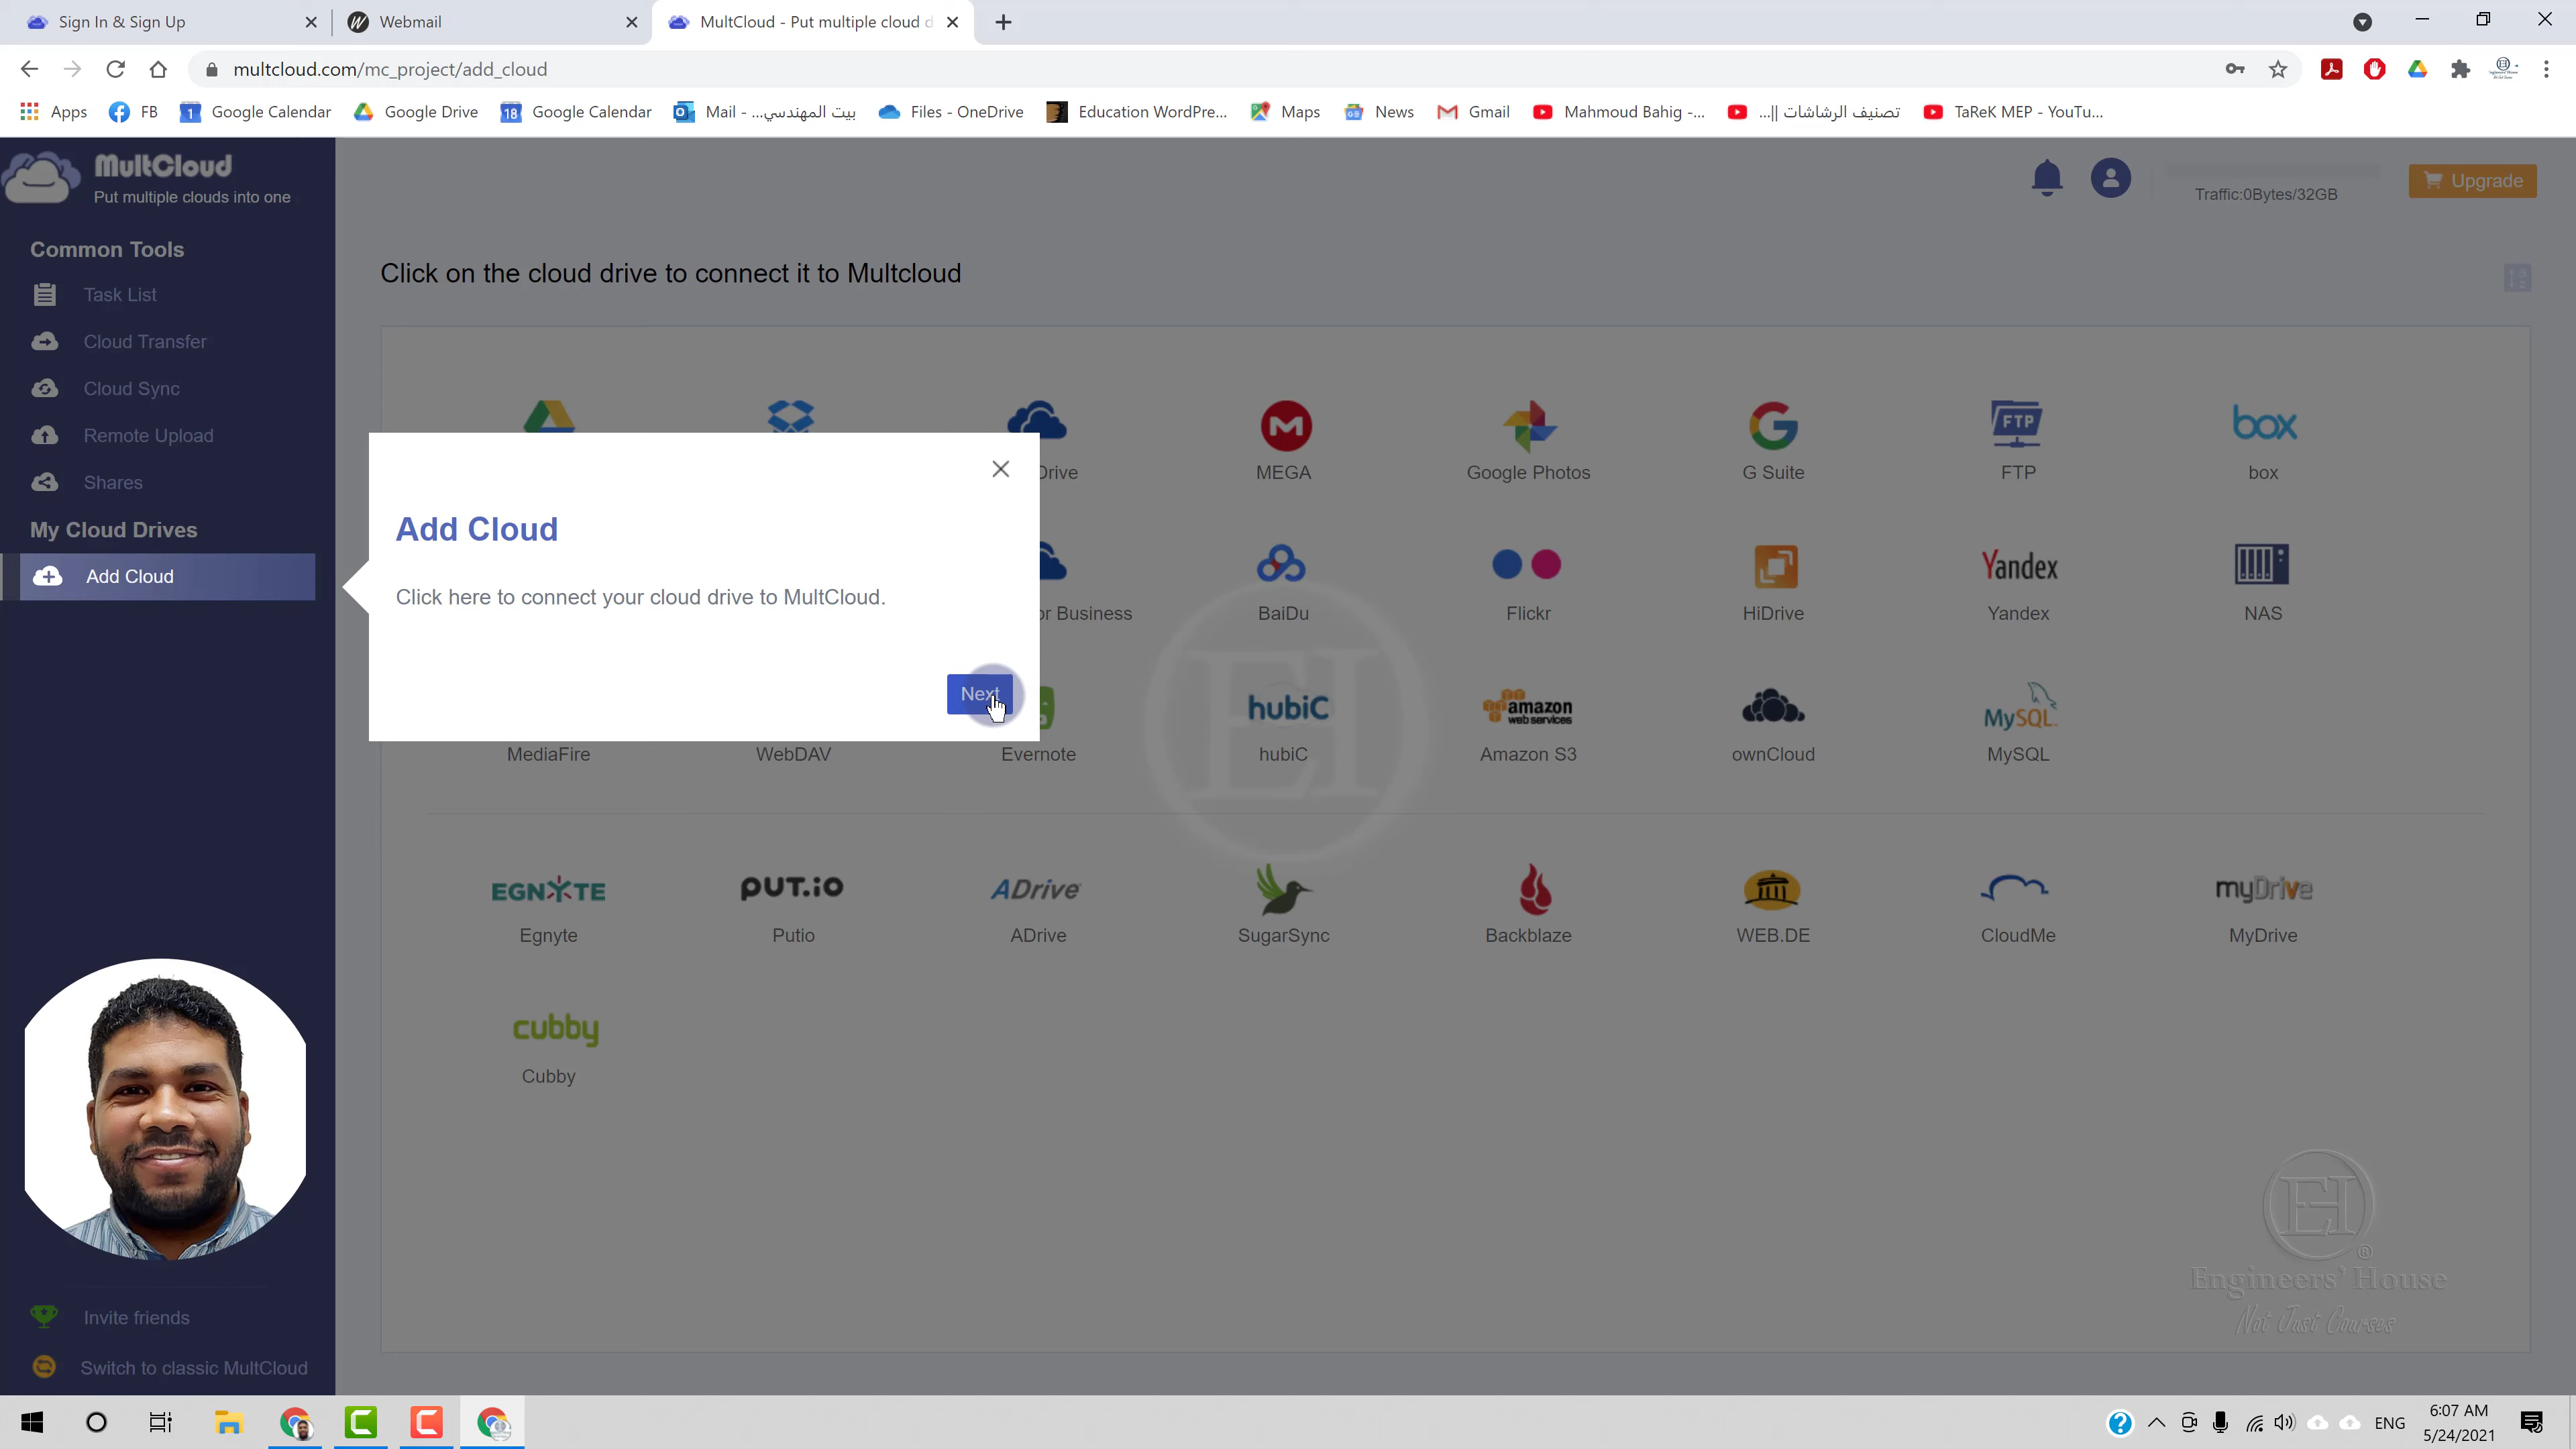 Sign In & Sign Up
Webmail
MultCloud - Put multiple cloud d
multcloud.com/mc_project/add_cloud
Apps
FB
Google Calendar
Google Drive
Google Calendar
Mail - ...بيت المهندسي
Files - OneDrive
Education WordPre...
Maps
News
Gmail
Mahmoud Bahig -...
تصنيف الرشاشات ||...
TaReK MEP - YouTu...
MultCloud
Put multiple clouds into one
Traffic:0Bytes/32GB
Upgrade
Common Tools
Task List
Cloud Transfer
Cloud Sync
Remote Upload
Shares
My Cloud Drives
Add Cloud
Click on the cloud drive to connect it to Multcloud
Add Cloud
Click here to connect your cloud drive to MultCloud.
Next
Drive
MEGA
Google Photos
G Suite
FTP
FTP
box
box
or Business
BaiDu
Flickr
HiDrive
Yandex
Yandex
NAS
MediaFire
WebDAV
Evernote
hubiC
hubiC
amazon
web services
Amazon S3
ownCloud
MySQL
MySQL
EGNYTE
Egnyte
PUT.IO
Putio
ADrive
ADrive
SugarSync
Backblaze
WEB.DE
CloudMe
myDrive
MyDrive
cubby
Cubby
Invite friends
Switch to classic MultCloud
EH
Engineers' House
Not Just Courses
ENG
6:07 AM
5/24/2021